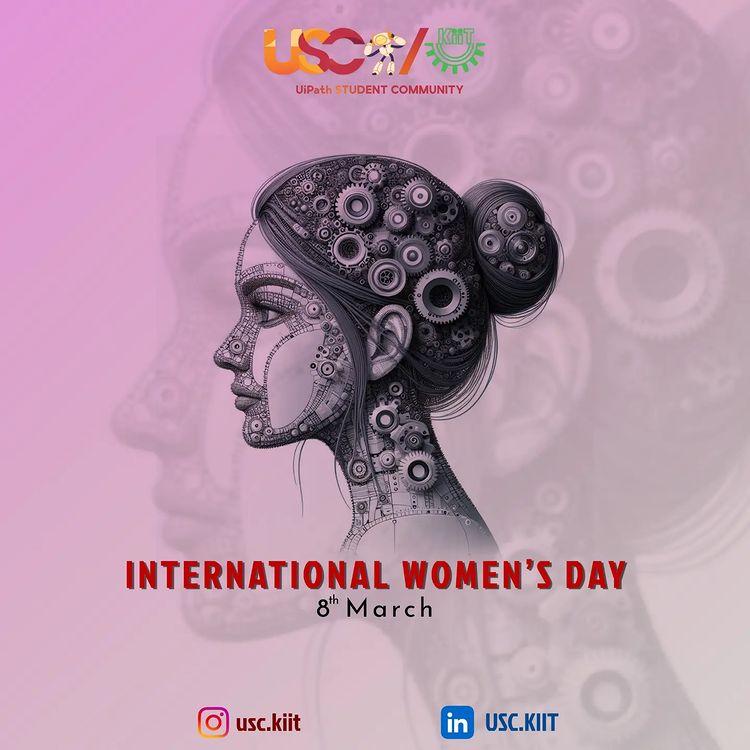 USC / KiiT
UiPath STUDENT COMMUNITY
INTERNATIONAL WOMEN'S DAY
8th March
usc.kiit
in USC.KIIT